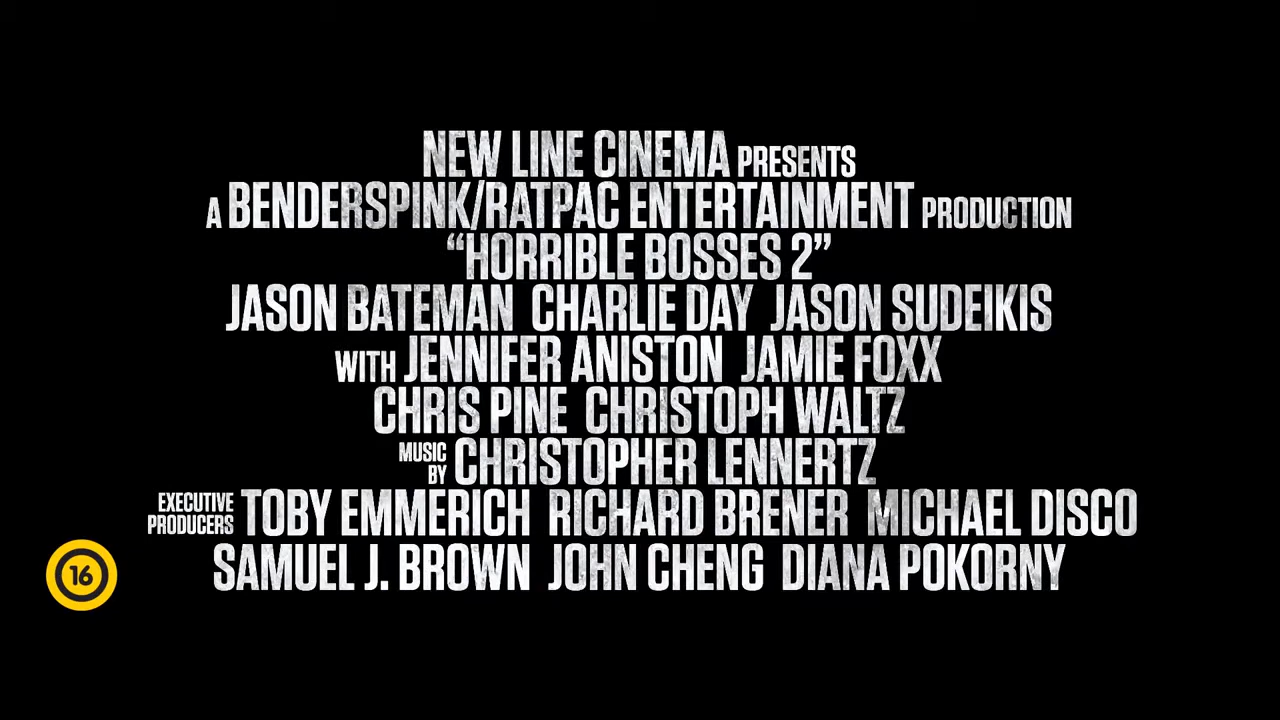 NEW LINE CINEMA PRESENTS
A BENDERSPINK/RATPAC ENTERTAINMENT PRODUCTION
“HORRIBLE BOSSES 2”
JASON BATEMAN CHARLIE DAY JASON SUDEIKIS
WITH JENNIFER ANISTON JAMIE FOXX
CHRIS PINE CHRISTOPH WALTZ
MUSIC BY CHRISTOPHER LENNERTZ
EXECUTIVE PRODUCERS TOBY EMMERICH RICHARD BRENER MICHAEL DISCO
SAMUEL J. BROWN JOHN CHENG DIANA POKORNY
16